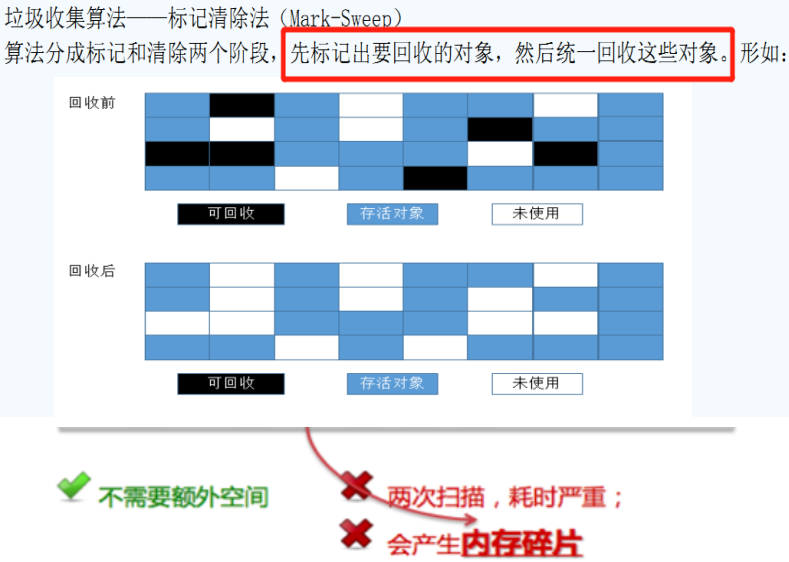 垃圾收集算法——标记清除法（Mark-Sweep）
算法分成标记和清除两个阶段，先标记出要回收的对象，然后统一回收这些对象。形如：
回收前
可回收 存活对象 未使用
回收后
可回收 存活对象 未使用
不需要额外空间
两次扫描，耗时严重；
会产生内存碎片